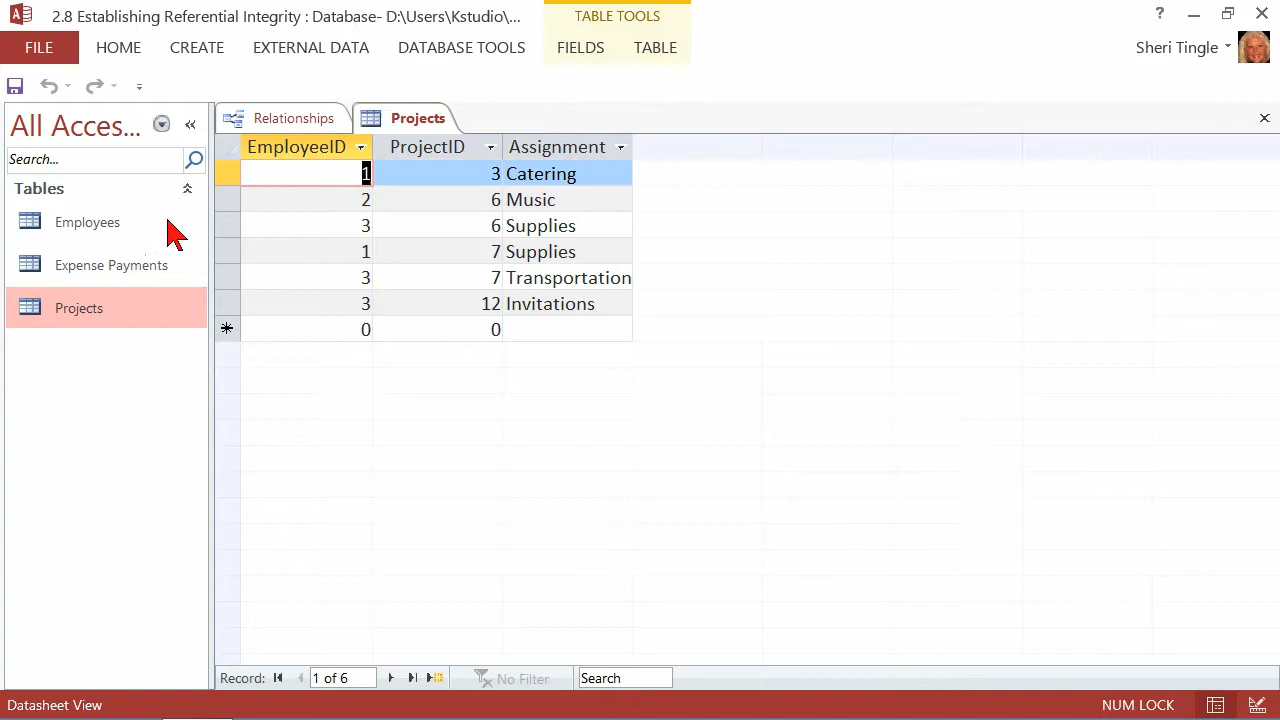 2.8 Establishing Referential Integrity : Database- D:\Users\Kstudio\...
TABLE TOOLS
?
FILE
HOME
CREATE
EXTERNAL DATA
DATABASE TOOLS
FIELDS
TABLE
Sheri Tingle
All Acces...
Search...
Tables
Employees
Expense Payments
Projects
Relationships
Projects
EmployeeID ProjectID Assignment
1 3 Catering
2 6 Music
3 6 Supplies
1 7 Supplies
3 7 Transportation
3 12 Invitations
0 0
Record: 1 of 6 No Filter Search
Datasheet View
NUM LOCK